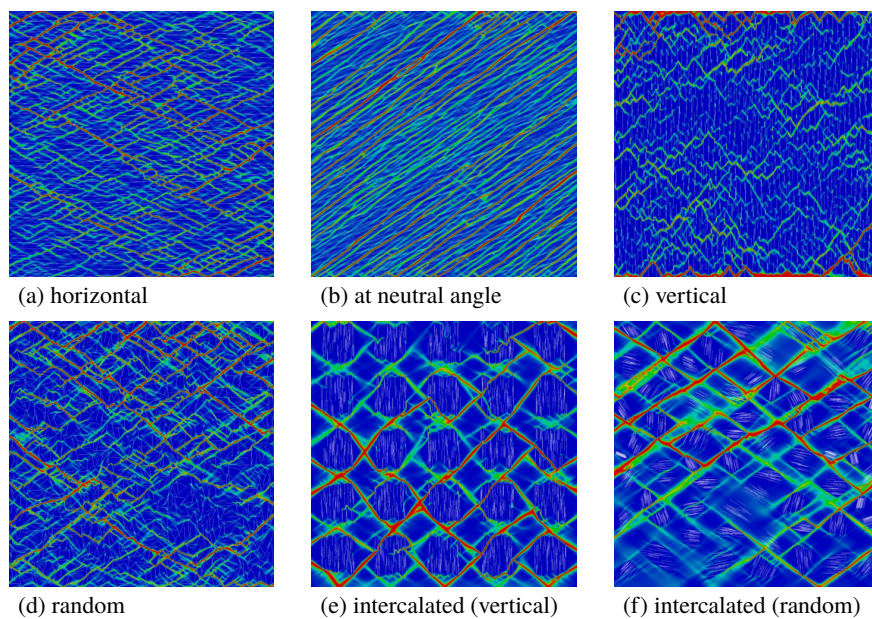 (a) horizontal
(b) at neutral angle
(c) vertical
(d) random
(e) intercalated (vertical)
(f) intercalated (random)